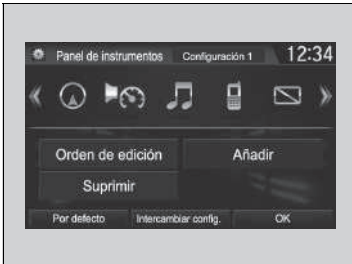 Panel de instrumentos Configuración 1 12:34
Orden de edición Añadir
Suprimir
Por defecto Intercambiar config. OK